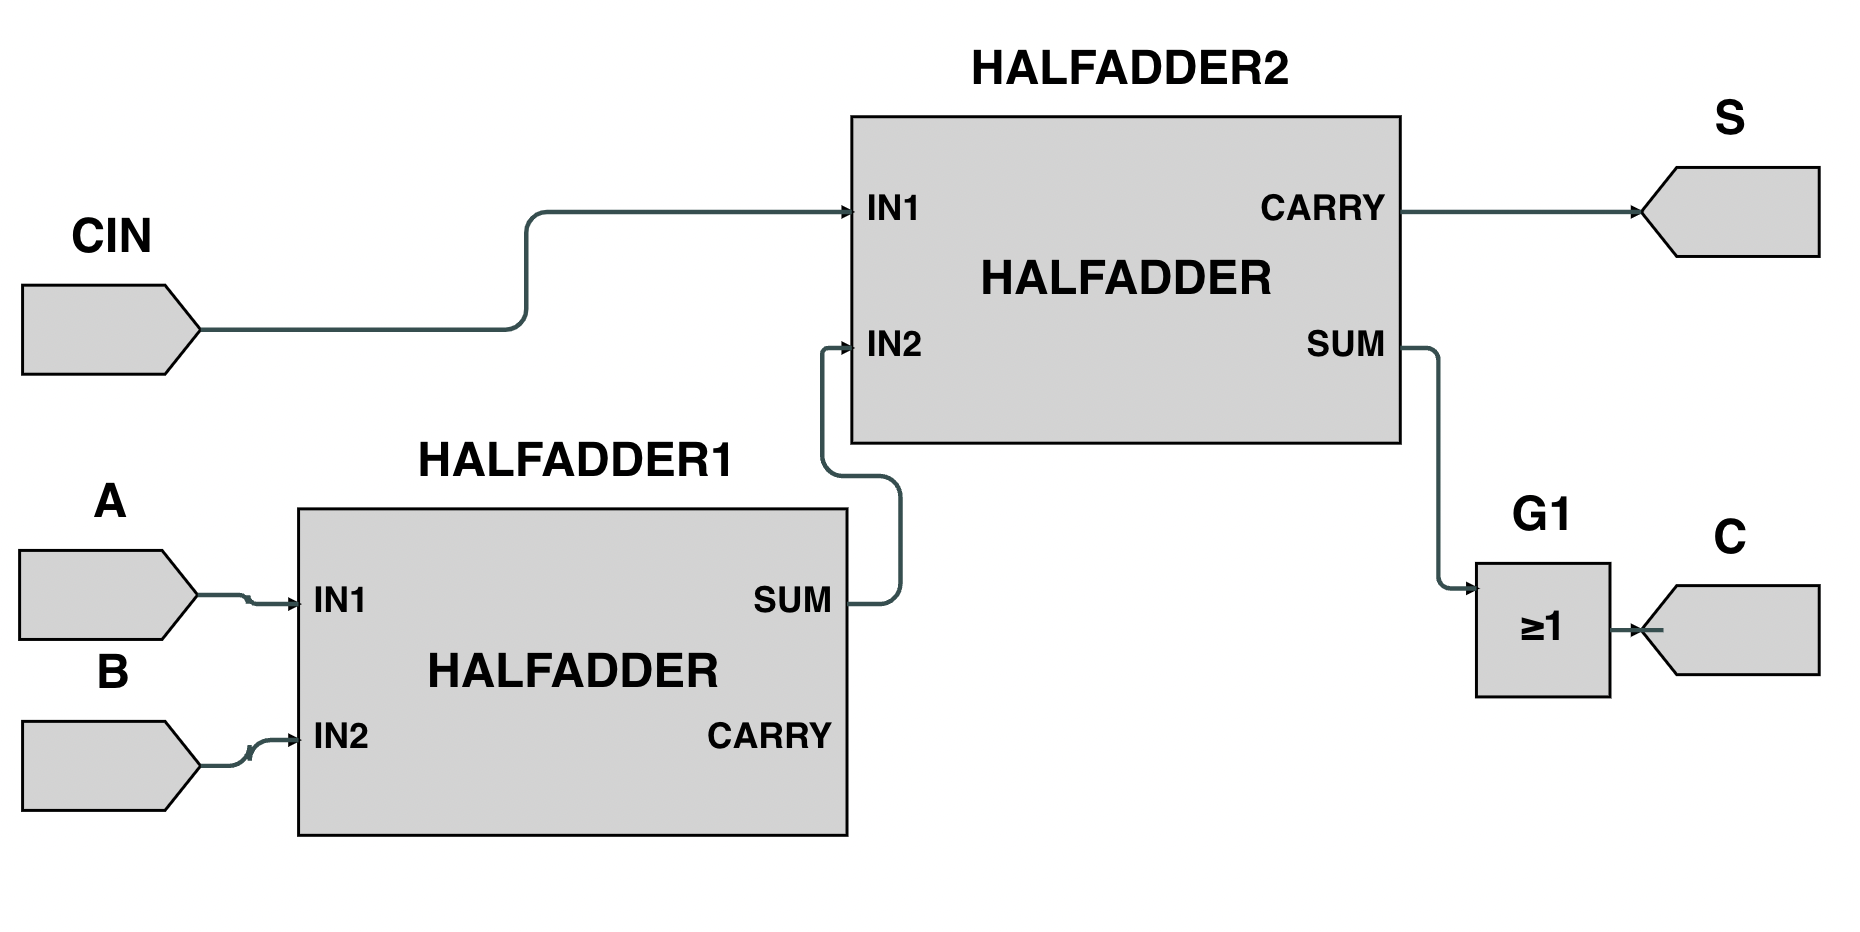 HALFADDER2
S
CIN
IN1
CARRY
HALFADDER
IN2
SUM
HALFADDER1
A
G1
C
IN1
SUM
≥1
B
HALFADDER
IN2
CARRY